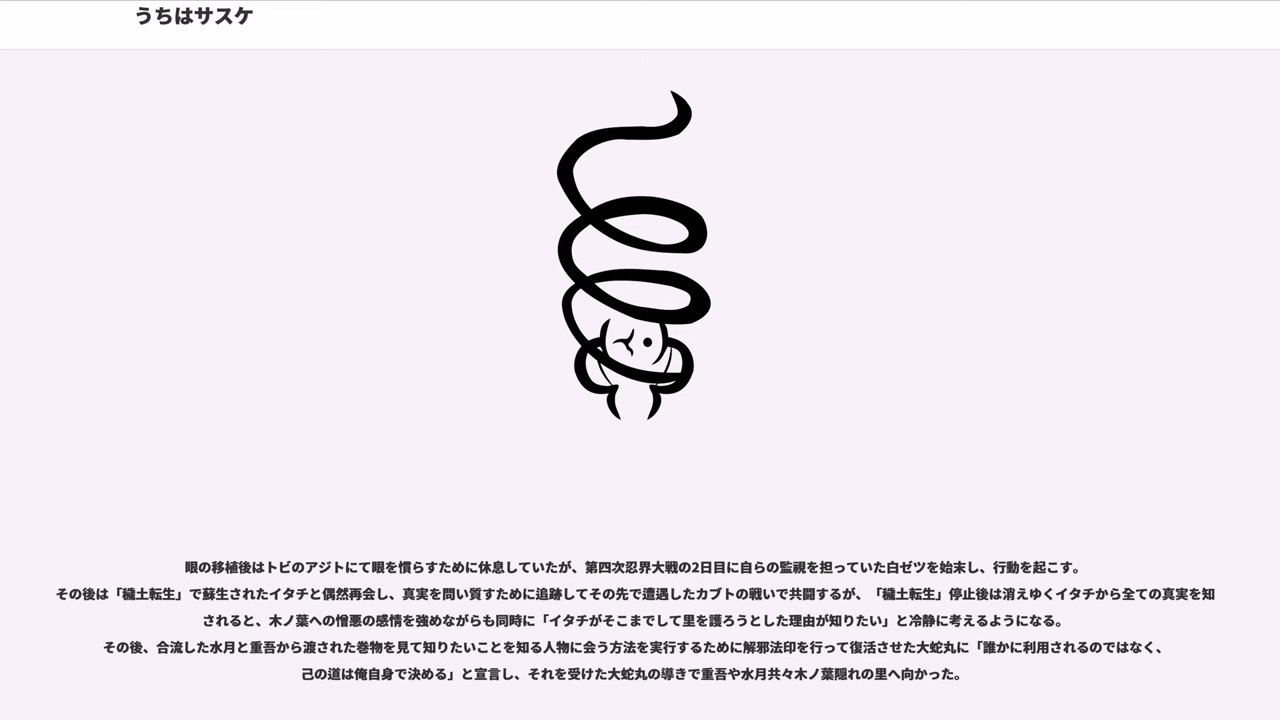 うちはサスケ
眼の移植後はトビのアジトにて眼を慣らすために休息していたが、第四次忍界大戦の2日目に自らの監視を担っていた白ゼツを始末し、行動を起こす。
その後は「穢土転生」で蘇生されたイタチと偶然再会し、真実を問い質すために追跡してその先で遭遇したカブトの戦いで共闘するが、「穢土転生」停止後は消えゆくイタチから全ての真実を知
されると、木ノ葉への憎悪の感情を強めながらも同時に「イタチがそこまでして里を護ろうとした理由が知りたい」と冷静に考えるようになる。
その後、合流した水月と重吾から渡された巻物を見て知りたいことを知る人物に会う方法を実行するために解邪法印を行って復活させた大蛇丸に「誰かに利用されるのではなく、
己の道は俺自身で決める」と宣言し、それを受けた大蛇丸の導きで重吾や水月共々木ノ葉隠れの里へ向かった。